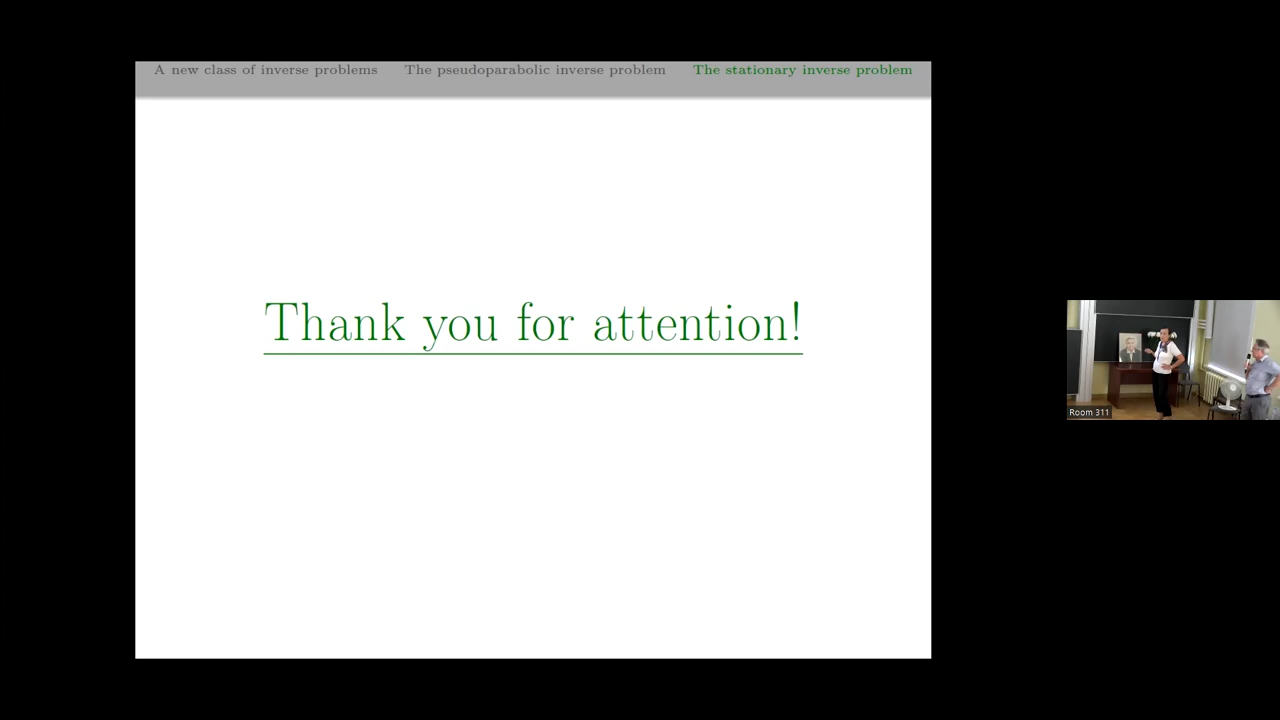 A new class of inverse problems The pseudoparabolic inverse problem The stationary inverse problem
Thank you for attention!
Room 311